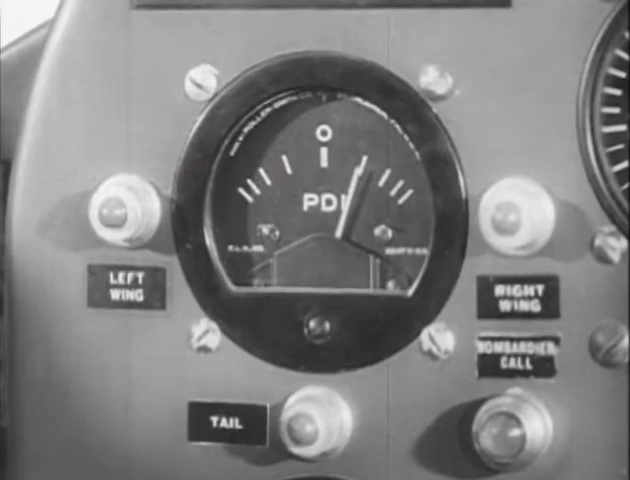 O
PDI
LEFT
WING
RIGHT
WING
BOMBARDIER
CALL
TAIL